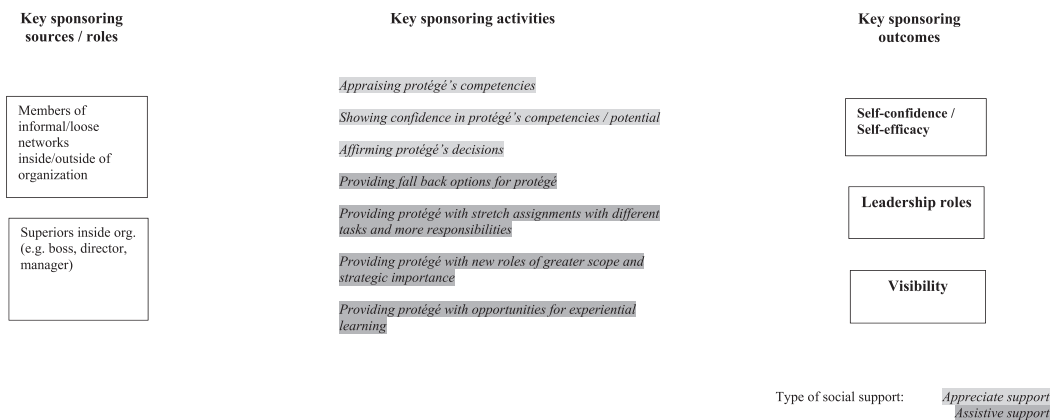 Key sponsoring
sources / roles
Key sponsoring activities
Key sponsoring
outcomes
Members of
informal/loose
networks
inside/outside of
organization
Superiors inside org.
(e.g. boss, director,
manager)
Appraising protégé's competencies
Showing confidence in protégé's competencies / potential
Affirming protégé's decisions
Providing fall back options for protégé
Providing protégé with stretch assignments with different
tasks and more responsibilities
Providing protégé with new roles of greater scope and
strategic importance
Providing protégé with opportunities for experiential
learning
Self-confidence /
Self-efficacy
Leadership roles
Visibility
Type of social support: Appreciate support
Assistive support